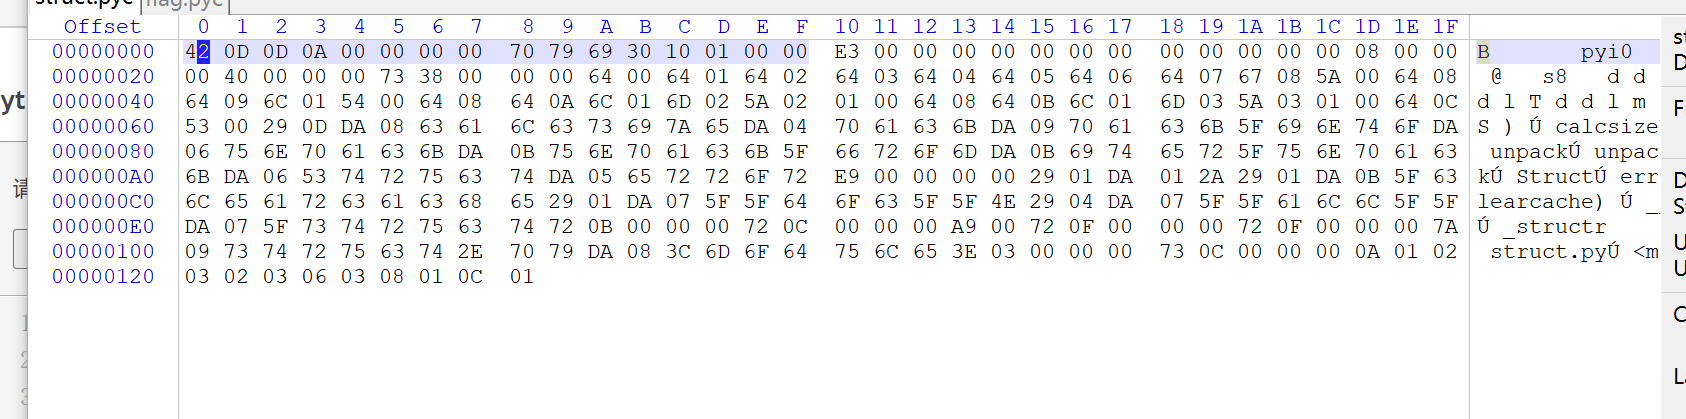 struct.pyc flag.pyc
Offset 0 1 2 3 4 5 6 7 8 9 A B C D E F 10 11 12 13 14 15 16 17 18 19 1A 1B 1C 1D 1E 1F
00000000 42 0D 0D 0A 00 00 00 00 70 79 69 30 10 01 00 00 E3 00 00 00 00 00 00 00 00 00 00 00 00 08 00 00 B pyi0
00000020 00 40 00 00 00 73 38 00 00 00 64 00 64 01 64 02 64 03 64 04 64 05 64 06 64 07 67 08 5A 00 64 08 @ s8 d d
00000040 64 09 6C 01 54 00 64 08 64 0A 6C 01 6D 02 5A 02 01 00 64 08 64 0B 6C 01 6D 03 5A 03 01 00 64 0C d l T d d l m
00000060 53 00 29 0D DA 08 63 61 6C 63 73 69 7A 65 DA 04 70 61 63 6B DA 09 70 61 63 6B 5F 69 6E 74 6F DA S ) Ú calcsize
00000080 06 75 6E 70 61 63 6B DA 0B 75 6E 70 61 63 6B 5F 66 72 6F 6D DA 0B 69 74 65 72 5F 75 6E 70 61 63 unpackÚ unpac
000000A0 6B DA 06 53 74 72 75 63 74 DA 05 65 72 72 6F 72 E9 00 00 00 00 29 01 DA 01 2A 29 01 DA 0B 5F 63 kÚ StructÚ err
000000C0 6C 65 61 72 63 61 63 68 65 29 01 DA 07 5F 5F 64 6F 63 5F 5F 4E 29 04 DA 07 5F 5F 61 6C 6C 5F 5F learcache) Ú _
000000E0 DA 07 5F 73 74 72 75 63 74 72 0B 00 00 00 72 0C 00 00 00 A9 00 72 0F 00 00 00 72 0F 00 00 00 7A Ú _structr
00000100 09 73 74 72 75 63 74 2E 70 79 DA 08 3C 6D 6F 64 75 6C 65 3E 03 00 00 00 73 0C 00 00 00 0A 01 02 struct.pyÚ <m
00000120 03 02 03 06 03 08 01 0C 01